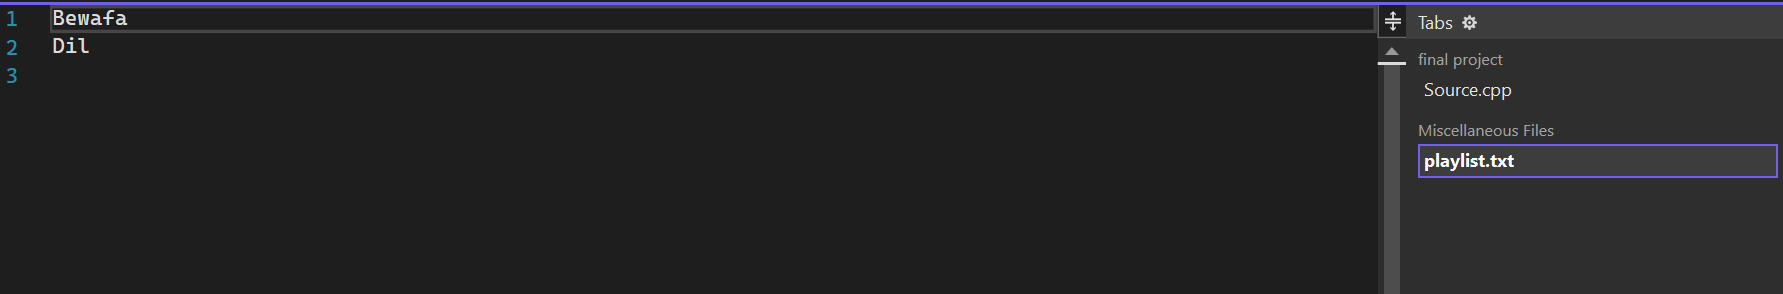 1 Bewafa
2 Dil
3
Tabs
final project
Source.cpp
Miscellaneous Files
playlist.txt